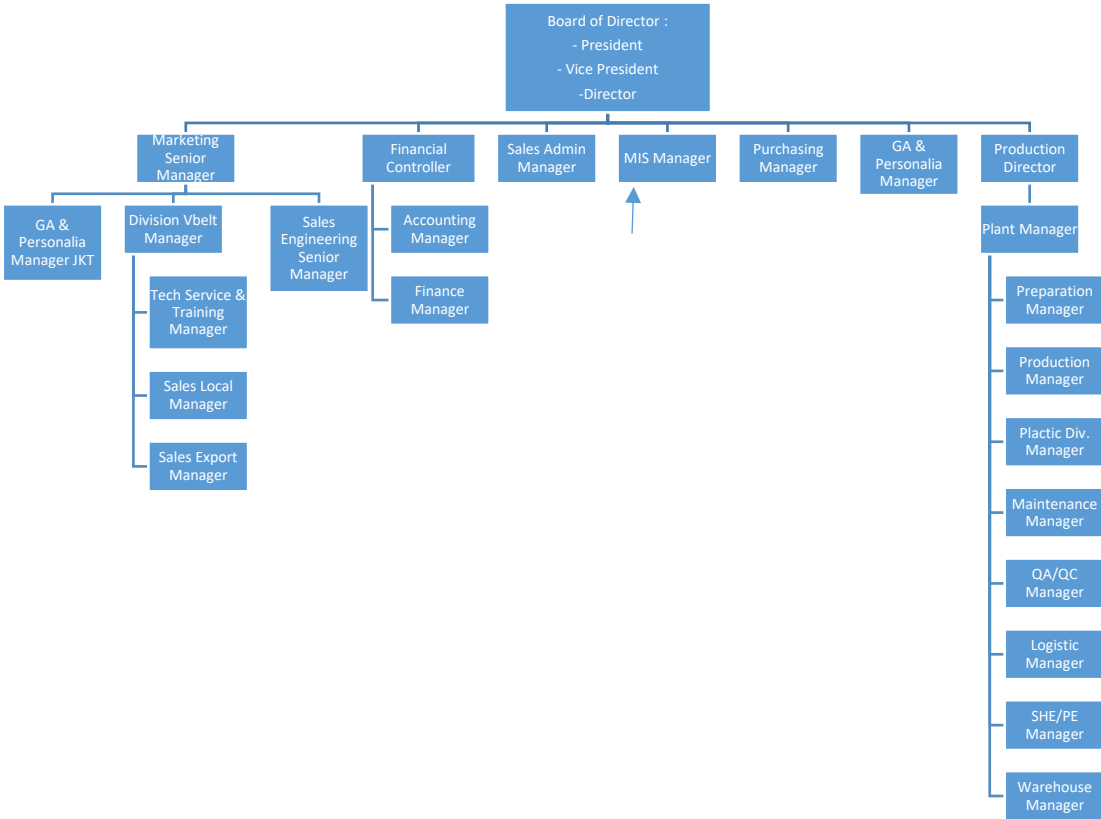 Board of Director :
- President
- Vice President
-Director
Marketing
Senior
Manager
Financial
Controller
Sales Admin
Manager
MIS Manager
Purchasing
Manager
GA &
Personalia
Manager
Production
Director
GA &
Personalia
Manager JKT
Division Vbelt
Manager
Sales
Engineering
Senior
Manager
Accounting
Manager
Plant Manager
Tech Service &
Training
Manager
Finance
Manager
Preparation
Manager
Sales Local
Manager
Production
Manager
Sales Export
Manager
Plactic Div.
Manager
Maintenance
Manager
QA/QC
Manager
Logistic
Manager
SHE/PE
Manager
Warehouse
Manager